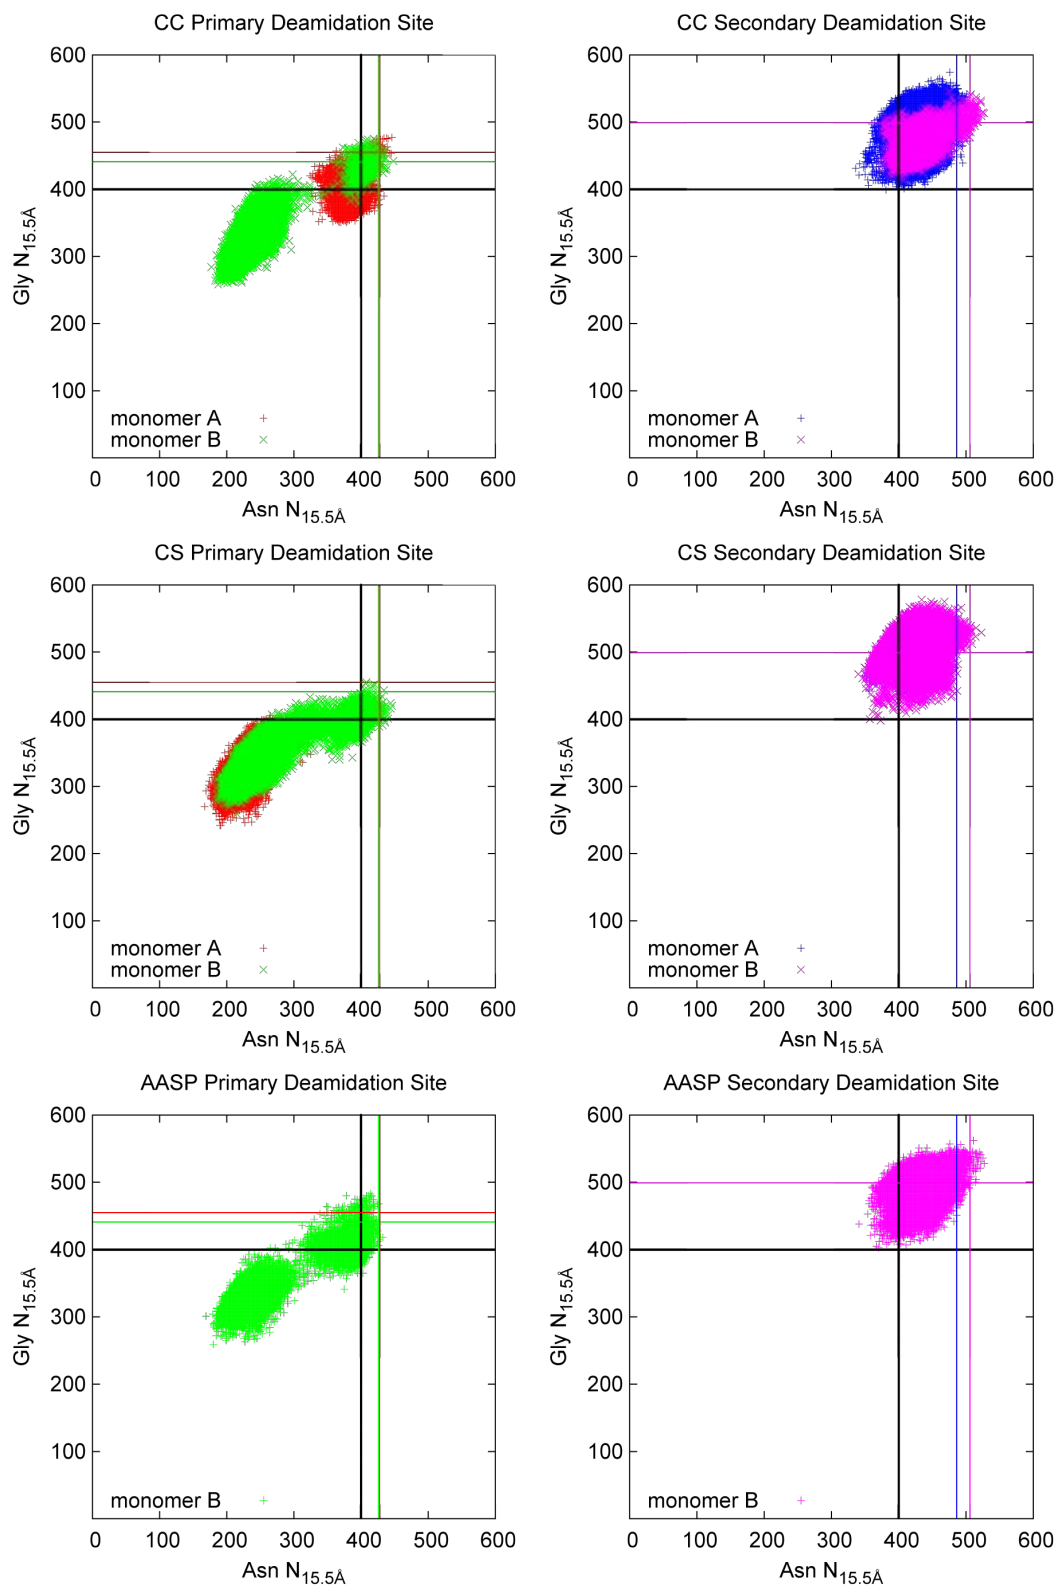 CC Primary Deamidation Site
600
500
400
300
200
100
Gly N15.5Å
monomer A
monomer B
0 100 200 300 400 500 600
Asn N15.5Å
CC Secondary Deamidation Site
600
500
400
300
200
100
Gly N15.5Å
monomer A
monomer B
0 100 200 300 400 500 600
Asn N15.5Å
CS Primary Deamidation Site
600
500
400
300
200
100
Gly N15.5Å
monomer A
monomer B
0 100 200 300 400 500 600
Asn N15.5Å
CS Secondary Deamidation Site
600
500
400
300
200
100
Gly N15.5Å
monomer A
monomer B
0 100 200 300 400 500 600
Asn N15.5Å
AASP Primary Deamidation Site
600
500
400
300
200
100
Gly N15.5Å
monomer B
0 100 200 300 400 500 600
Asn N15.5Å
AASP Secondary Deamidation Site
600
500
400
300
200
100
Gly N15.5Å
monomer B
0 100 200 300 400 500 600
Asn N15.5Å